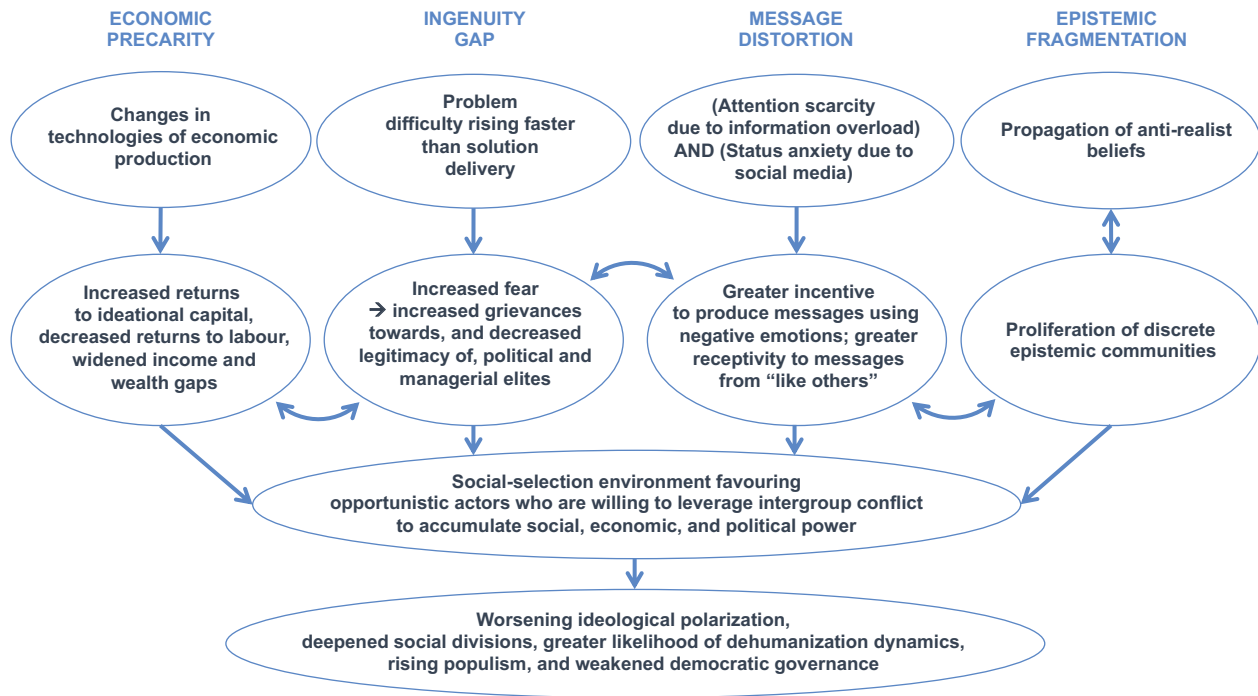 ECONOMIC
PRECARITY
INGENUITY
GAP
MESSAGE
DISTORTION
EPISTEMIC
FRAGMENTATION
Changes in
technologies of economic
production
Problem
difficulty rising faster
than solution
delivery
(Attention scarcity
due to information overload)
AND (Status anxiety due to
social media)
Propagation of anti-realist
beliefs
Increased returns
to ideational capital,
decreased returns to labour,
widened income and
wealth gaps
Increased fear
→ increased grievances
towards, and decreased
legitimacy of, political and
managerial elites
Greater incentive
to produce messages using
negative emotions; greater
receptivity to messages
from “like others”
Proliferation of discrete
epistemic communities
Social-selection environment favouring
opportunistic actors who are willing to leverage intergroup conflict
to accumulate social, economic, and political power
Worsening ideological polarization,
deepened social divisions, greater likelihood of dehumanization dynamics,
rising populism, and weakened democratic governance